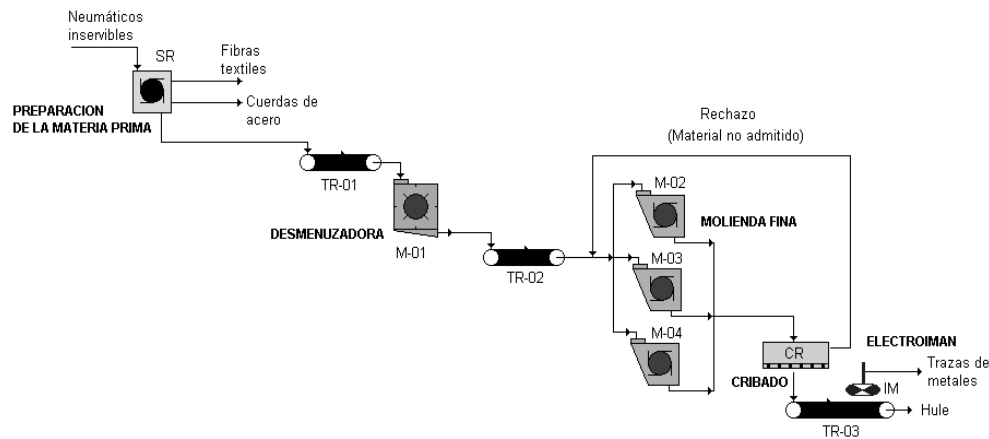 Neumáticos
inservibles
SR
Fibras
textiles
Cuerdas de
acero
PREPARACION
DE LA MATERIA PRIMA
Rechazo
(Material no admitido)
TR-01
M-02
MOLIENDA FINA
DESMENUZADORA
M-01
M-03
TR-02
M-04
ELECTROIMAN
CR
Trazas de
metales
CRIBADO
IM
Hule
TR-03